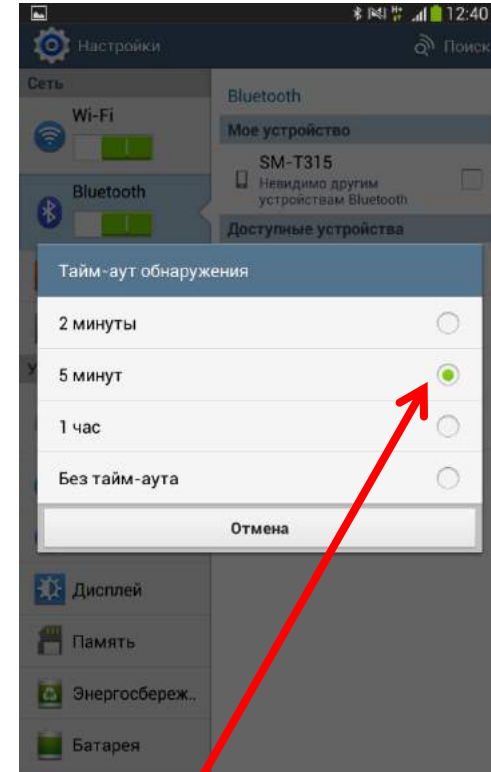 12:40
Настройки
Поиск
Сеть
Wi-Fi
Bluetooth
Bluetooth
Мое устройство
SM-T315
Невидимо другим
устройствам Bluetooth
Доступные устройства
Тайм-аут обнаружения
2 минуты
5 минут
1 час
Без тайм-аута
Отмена
Дисплей
Память
Энергосбереж..
Батарея